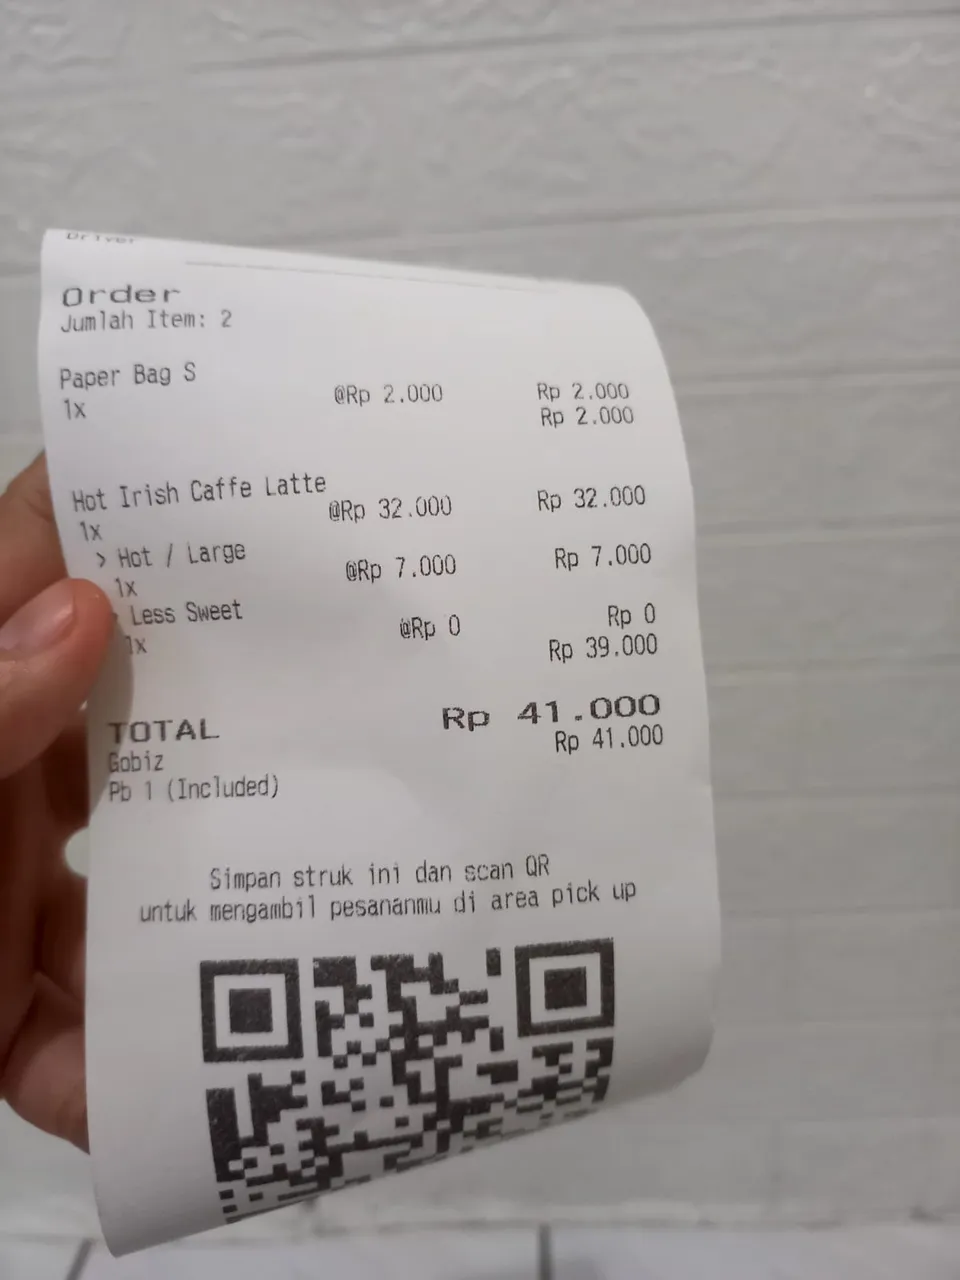 Driver
Order
Jumlah Item: 2
Paper Bag S
1x @Rp 2.000 Rp 2.000
Rp 2.000
Hot Irish Caffe Latte
1x @Rp 32.000 Rp 32.000
> Hot / Large
1x @Rp 7.000 Rp 7.000
Less Sweet
1x @Rp 0 Rp 0
Rp 39.000
TOTAL Rp 41.000
Gobiz Rp 41.000
Pb 1 (Included)
Simpan struk ini dan scan QR
untuk mengambil pesananmu di area pick up